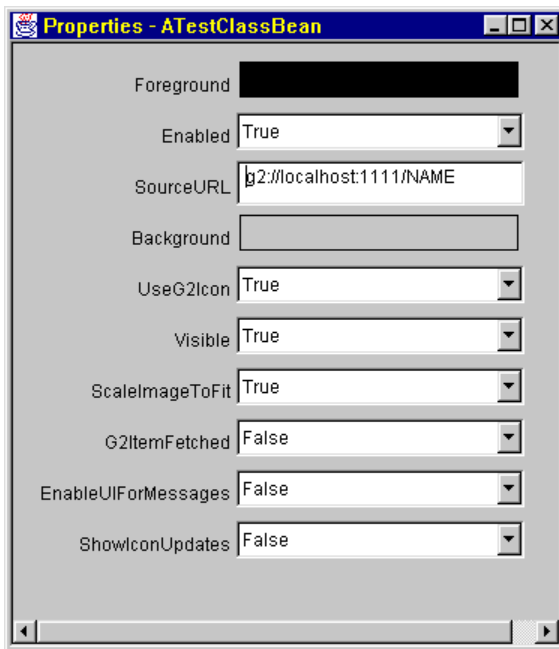 Properties - ATestClassBean
Foreground
Enabled True
SourceURL g2://localhost:1111/NAME
Background
UseG2Icon True
Visible True
ScaleImageToFit True
G2ItemFetched False
EnableUIForMessages False
ShowIconUpdates False